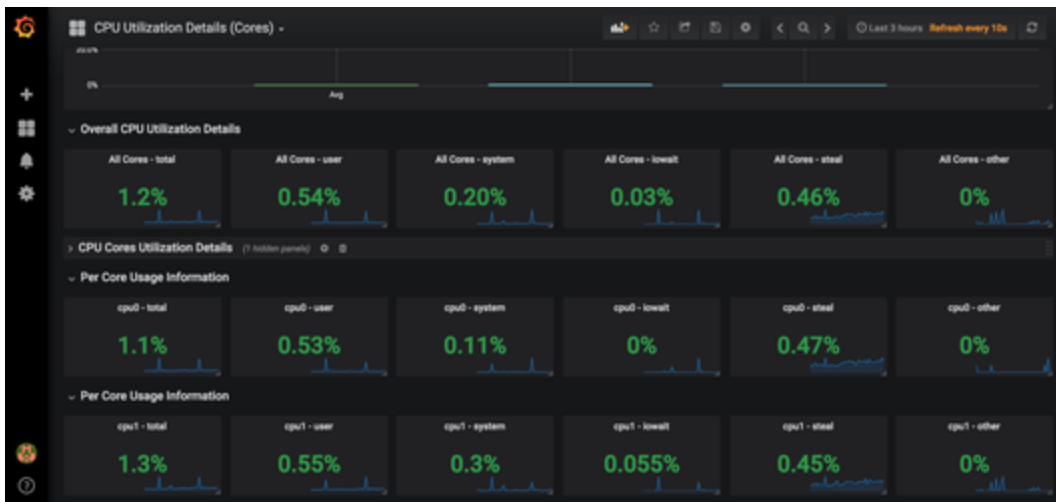 CPU Utilization Details (Cores)
Last 3 hours Refresh every 10s
20.0%
0%
Avg
Overall CPU Utilization Details
All Cores - total All Cores - user All Cores - system All Cores - iowait All Cores - steal All Cores - other
1.2% 0.54% 0.20% 0.03% 0.46% 0%
CPU Cores Utilization Details (1 hidden panels)
Per Core Usage Information
cpu0 - total cpu0 - user cpu0 - system cpu0 - iowait cpu0 - steal cpu0 - other
1.1% 0.53% 0.11% 0% 0.47% 0%
Per Core Usage Information
cpu1 - total cpu1 - user cpu1 - system cpu1 - iowait cpu1 - steal cpu1 - other
1.3% 0.55% 0.3% 0.055% 0.45% 0%